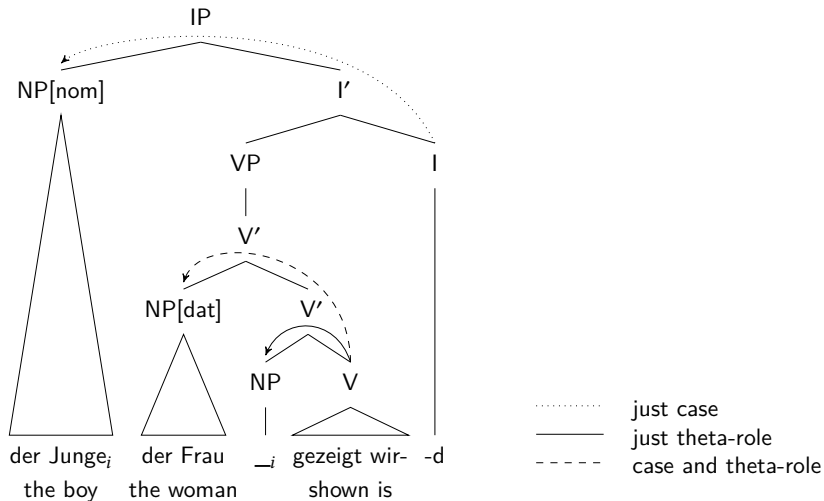 IP
NP[nom] I′
VP I
V′
NP[dat] V′
NP V
der Junge_i der Frau __i gezeigt wir- -d
the boy the woman shown is
just case
just theta-role
case and theta-role